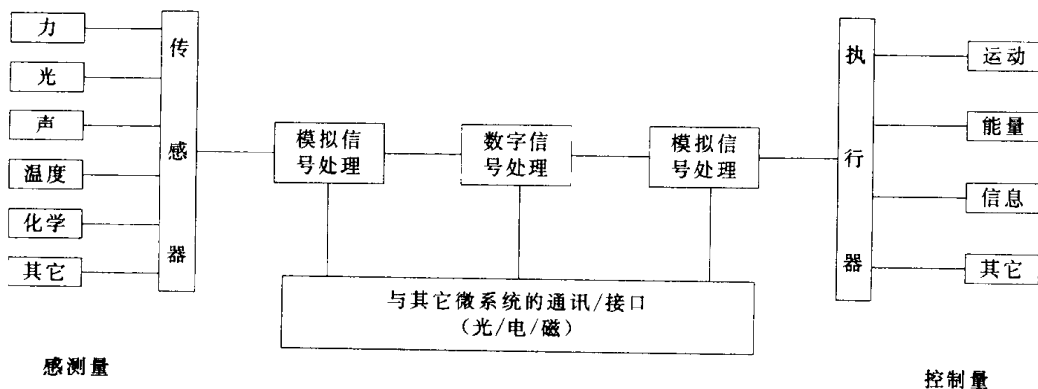 力
光
声
温度
化学
其它
传
感
器
模拟信
号处理
数字信
号处理
模拟信
号处理
与其它微系统的通讯/接口
(光/电/磁)
执
行
器
运动
能量
信息
其它
感测量
控制量